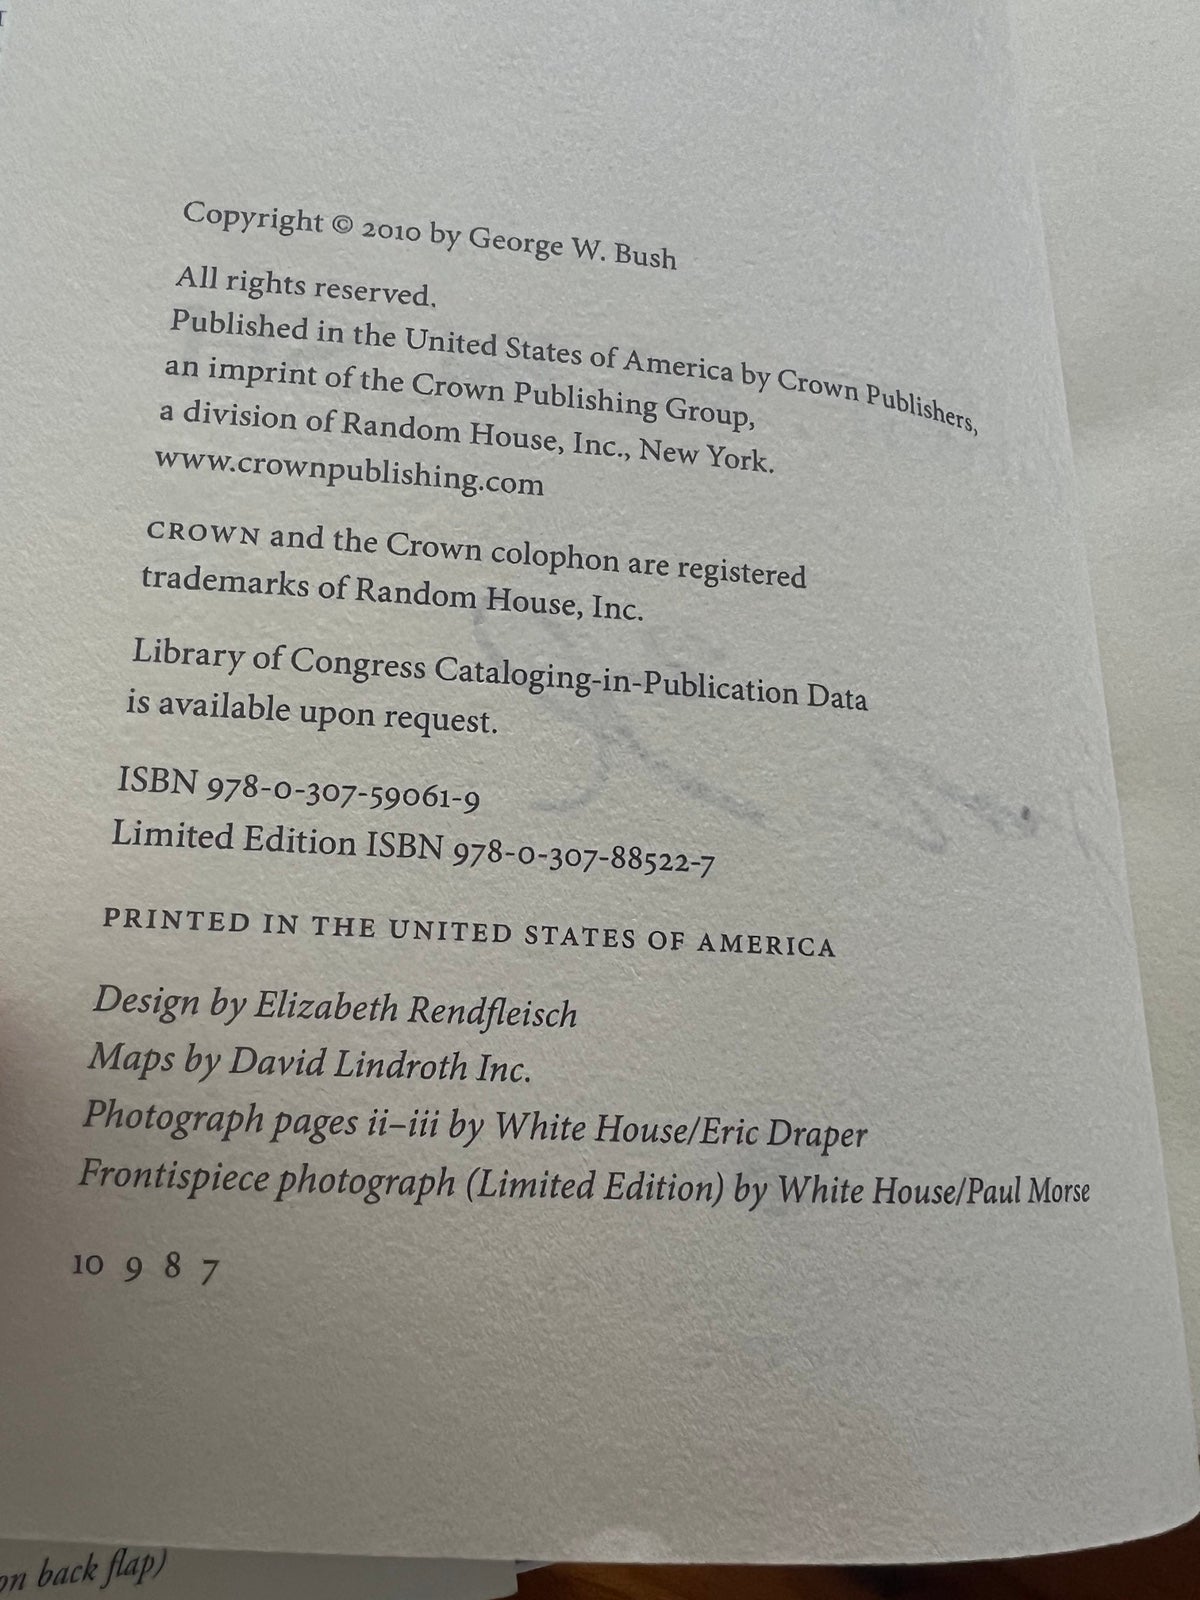 Copyright © 2010 by George W. Bush
All rights reserved.
Published in the United States of America by Crown Publishers,
an imprint of the Crown Publishing Group,
a division of Random House, Inc., New York.
www.crownpublishing.com
CROWN and the Crown colophon are registered
trademarks of Random House, Inc.
Library of Congress Cataloging-in-Publication Data
is available upon request.
ISBN 978-0-307-59061-9
Limited Edition ISBN 978-0-307-88522-7
PRINTED IN THE UNITED STATES OF AMERICA
Design by Elizabeth Rendfleisch
Maps by David Lindroth Inc.
Photograph pages ii–iii by White House/Eric Draper
Frontispiece photograph (Limited Edition) by White House/Paul Morse
10 9 8 7
on back flap)